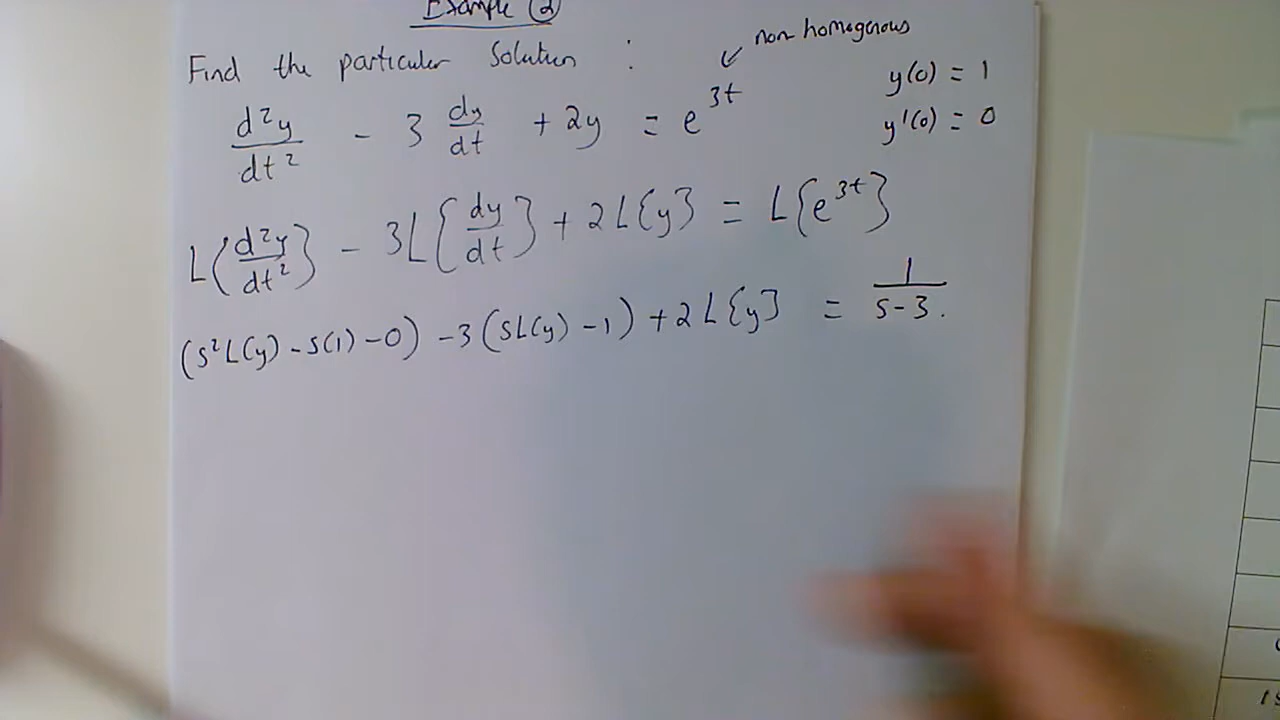 Example ②
Find the particular Solution :
non homogenous
y(0) = 1
y'(0) = 0
d²y/dt² - 3 dy/dt + 2y = e^3t
L{d²y/dt²} - 3L{dy/dt} + 2L{y} = L{e^3t}
(s²L(y) - s(1) - 0) - 3(sL(y) - 1) + 2L{y} = 1/s-3.